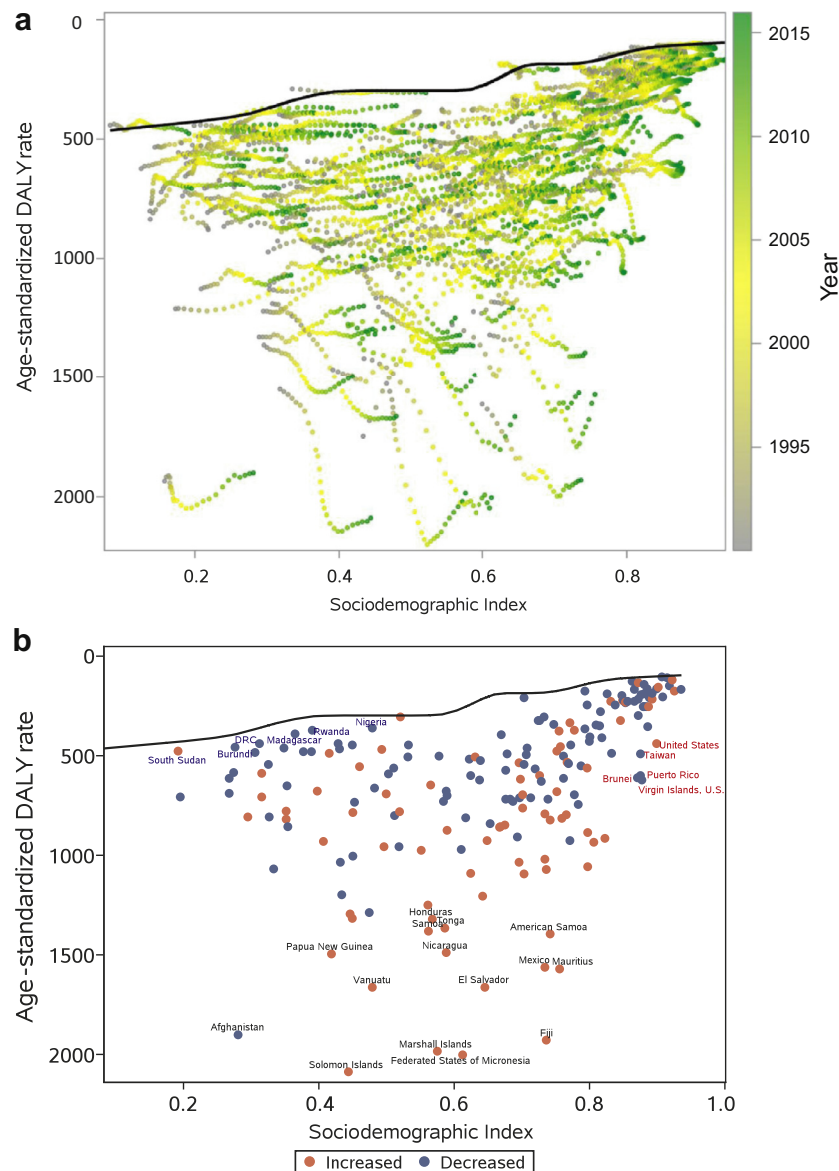 a
0
500
1000
1500
2000
Age-standardized DALY rate
0.2
0.4
0.6
0.8
Sociodemographic Index
2015
2010
2005
2000
1995
Year
b
0
500
1000
1500
2000
Age-standardized DALY rate
Nigeria
Rwanda
DRC
Madagascar
Burundi
South Sudan
United States
Taiwan
Brunei
Puerto Rico
Virgin Islands, U.S.
Honduras
Tonga
Samoa
American Samoa
Papua New Guinea
Nicaragua
Mexico
Mauritius
Vanuatu
El Salvador
Afghanistan
Fiji
Marshall Islands
Federated States of Micronesia
Solomon Islands
0.2
0.4
0.6
0.8
1.0
Sociodemographic Index
Increased
Decreased